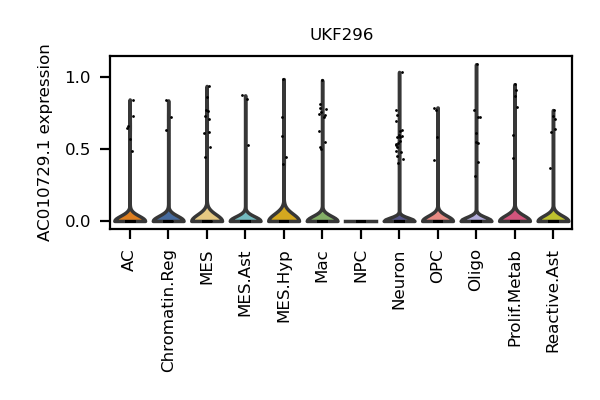 UKF296
AC010729.1 expression
1.0
0.5
0.0
AC
Chromatin.Reg
MES
MES.Ast
MES.Hyp
Mac
NPC
Neuron
OPC
Oligo
Prolif.Metab
Reactive.Ast